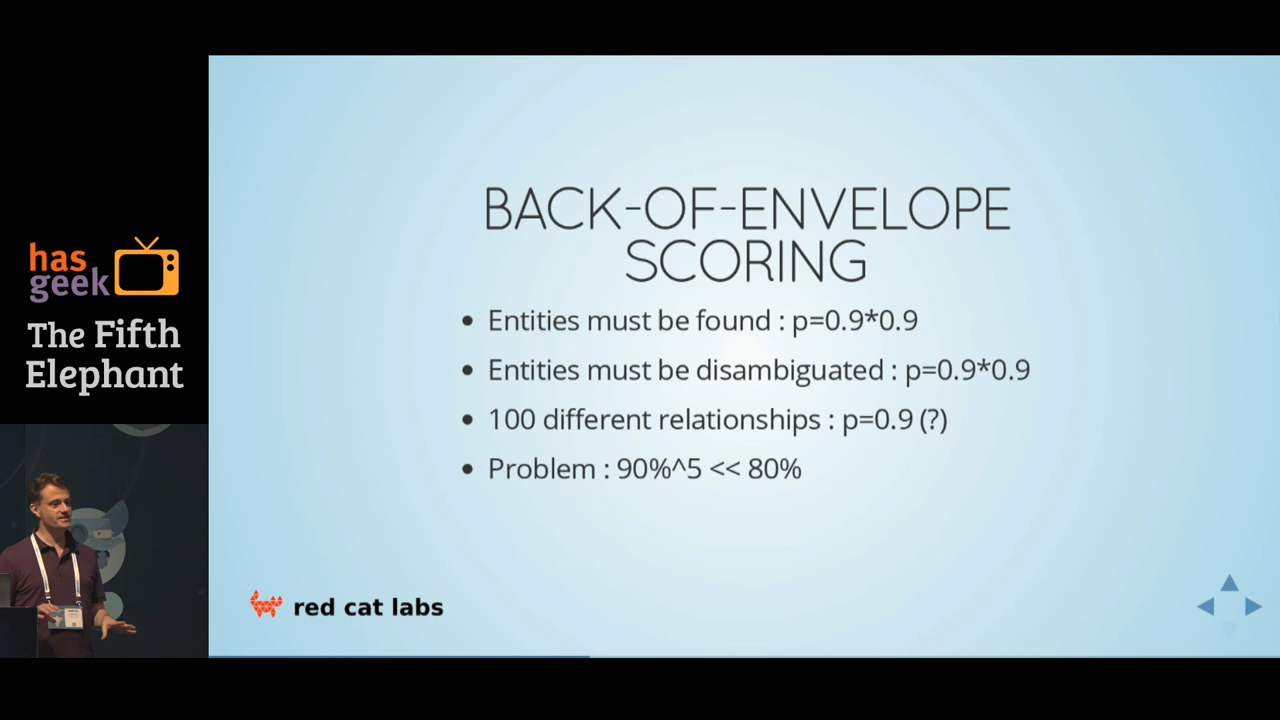 has
geek
The Fifth
Elephant
BACK-OF-ENVELOPE
SCORING
• Entities must be found : p=0.9*0.9
• Entities must be disambiguated : p=0.9*0.9
• 100 different relationships : p=0.9 (?)
• Problem : 90%^5 << 80%
red cat labs